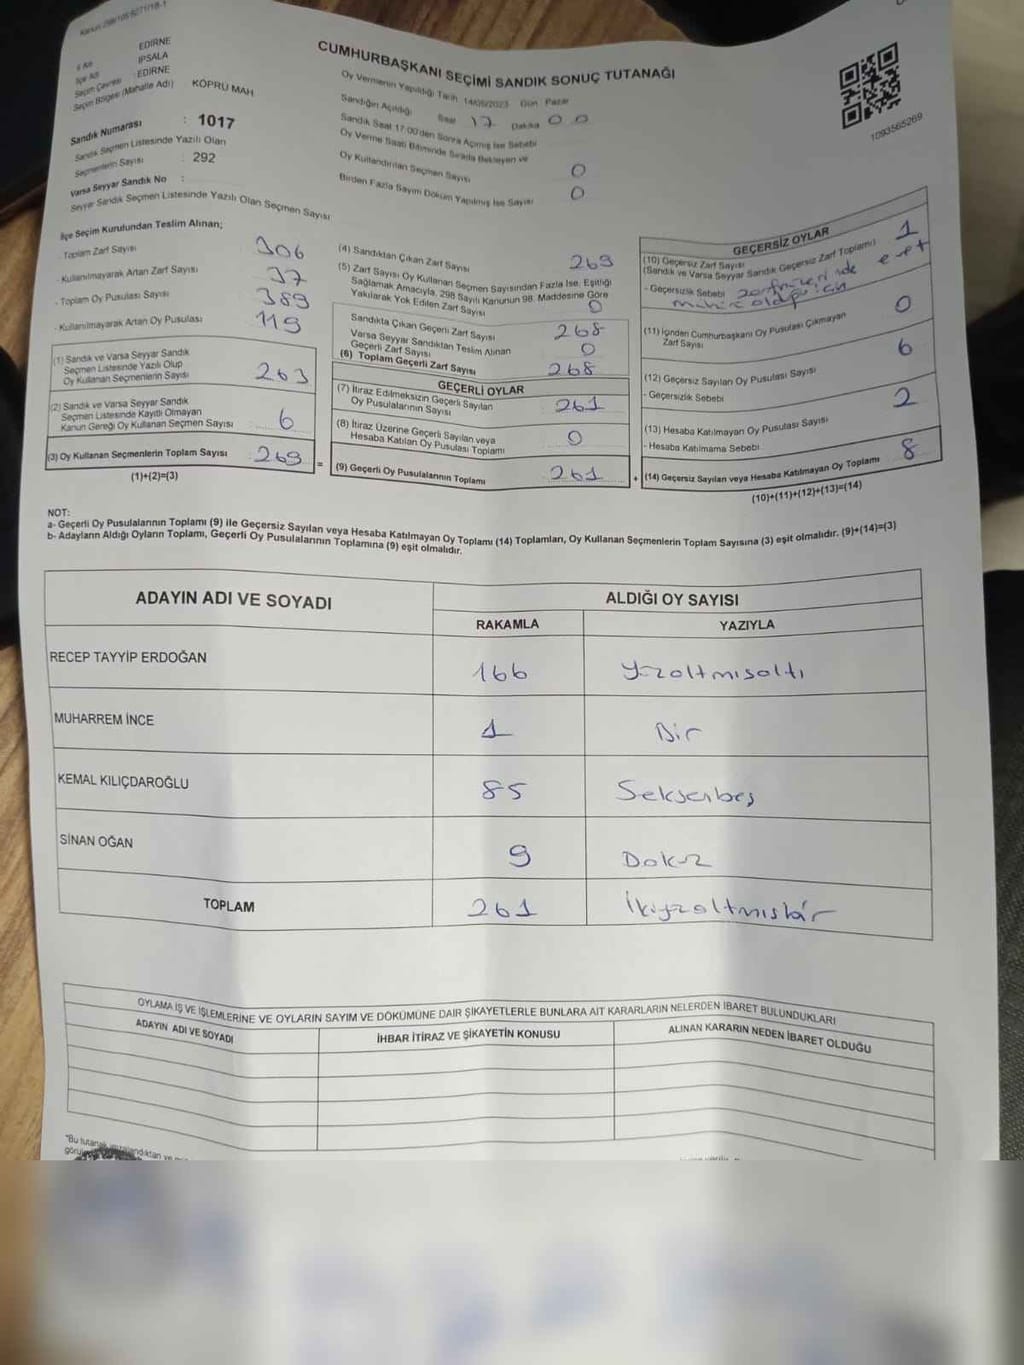 Kanun 298/105 6271/18-1
İl Adı : EDİRNE
İlçe Adı : İPSALA
Seçim Çevresi : EDİRNE
Seçim Bölgesi (Mahalle Adı) KÖPRÜ MAH.
Sandık Numarası : 1017
Sandık Seçmen Listesinde Yazılı Olan
Seçmenlerin Sayısı : 292
Varsa Seyyar Sandık No :
Seyyar Sandık Seçmen Listesinde Yazılı Olan Seçmen Sayısı
CUMHURBAŞKANI SEÇİMİ SANDIK SONUÇ TUTANAĞI
Oy Vermenin Yapıldığı Tarih 14/05/2023 Gün Pazar
Sandığın Açıldığı Saat 17 Dakika 00
Sandık Saat 17:00'den Sonra Açılmış İse Sebebi
Oy Verme Saati Bitiminde Sırada Bekleyen ve
Oy Kullandırılan Seçmen Sayısı 0
Birden Fazla Sayım Döküm Yapılmış İse Sayısı 0
1093565269
İlçe Seçim Kurulundan Teslim Alınan;
- Toplam Zarf Sayısı 306
- Kullanılmayarak Artan Zarf Sayısı 37
- Toplam Oy Pusulası Sayısı 389
- Kullanılmayarak Artan Oy Pusulası 119
(1) Sandık ve Varsa Seyyar Sandık
Seçmen Listesinde Yazılı Olup
Oy Kullanan Seçmenlerin Sayısı 263
(2) Sandık ve Varsa Seyyar Sandık
Seçmen Listesinde Kayıtlı Olmayan
Kanun Gereği Oy Kullanan Seçmen Sayısı 6
(3) Oy Kullanan Seçmenlerin Toplam Sayısı 269
(1)+(2)=(3)
(4) Sandıktan Çıkan Zarf Sayısı 269
(5) Zarf Sayısı Oy Kullanan Seçmen Sayısından Fazla İse, Eşitliği
Sağlamak Amacıyla, 298 Sayılı Kanunun 98. Maddesine Göre
Yakılarak Yok Edilen Zarf Sayısı 0
Sandıkta Çıkan Geçerli Zarf Sayısı 268
Varsa Seyyar Sandıktan Teslim Alınan
Geçerli Zarf Sayısı 0
(6) Toplam Geçerli Zarf Sayısı 268
GEÇERLİ OYLAR
(7) İtiraz Edilmeksizin Geçerli Sayılan
Oy Pusulalarının Sayısı 261
(8) İtiraz Üzerine Geçerli Sayılan veya
Hesaba Katılan Oy Pusulası Toplamı 0
= (9) Geçerli Oy Pusulalarının Toplamı 261
GEÇERSİZ OYLAR
(10) Geçersiz Zarf Sayısı
(Sandık ve Varsa Seyyar Sandık Geçersiz Zarf Toplamı) 1
- Geçersizlik Sebebi zarfın üzerinde evet
mührü olduğu için
(11) İçinden Cumhurbaşkanı Oy Pusulası Çıkmayan
Zarf Sayısı 0
(12) Geçersiz Sayılan Oy Pusulası Sayısı 6
- Geçersizlik Sebebi
(13) Hesaba Katılmayan Oy Pusulası Sayısı 2
- Hesaba Katılmama Sebebi
+ (14) Geçersiz Sayılan veya Hesaba Katılmayan Oy Toplamı 8
(10)+(11)+(12)+(13)=(14)
NOT:
a- Geçerli Oy Pusulalarının Toplamı (9) ile Geçersiz Sayılan veya Hesaba Katılmayan Oy Toplamı (14) Toplamları, Oy Kullanan Seçmenlerin Toplam Sayısına (3) eşit olmalıdır. (9)+(14)=(3)
b- Adayların Aldığı Oyların Toplamı, Geçerli Oy Pusulalarının Toplamına (9) eşit olmalıdır.
ADAYIN ADI VE SOYADI
ALDIĞI OY SAYISI
RAKAMLA YAZIYLA
RECEP TAYYİP ERDOĞAN 166 Yüzaltmışaltı
MUHARREM İNCE 1 Bir
KEMAL KILIÇDAROĞLU 85 Seksenbeş
SİNAN OĞAN 9 Dokuz
TOPLAM 261 İkiyüzaltmışbir
OYLAMA İŞ VE İŞLEMLERİNE VE OYLARIN SAYIM VE DÖKÜMÜNE DAİR ŞİKAYETLERLE BUNLARA AİT KARARLARIN NELERDEN İBARET BULUNDUKLARI
ADAYIN ADI VE SOYADI İHBAR İTİRAZ VE ŞİKAYETİN KONUSU ALINAN KARARIN NEDEN İBARET OLDUĞU
"Bu tutanak